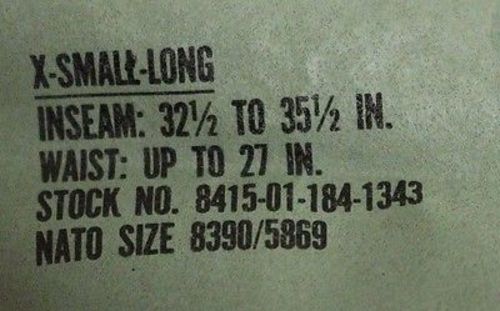 X-SMALL-LONG
INSEAM: 32½ TO 35½ IN.
WAIST: UP TO 27 IN.
STOCK NO. 8415-01-184-1343
NATO SIZE 8390/5869